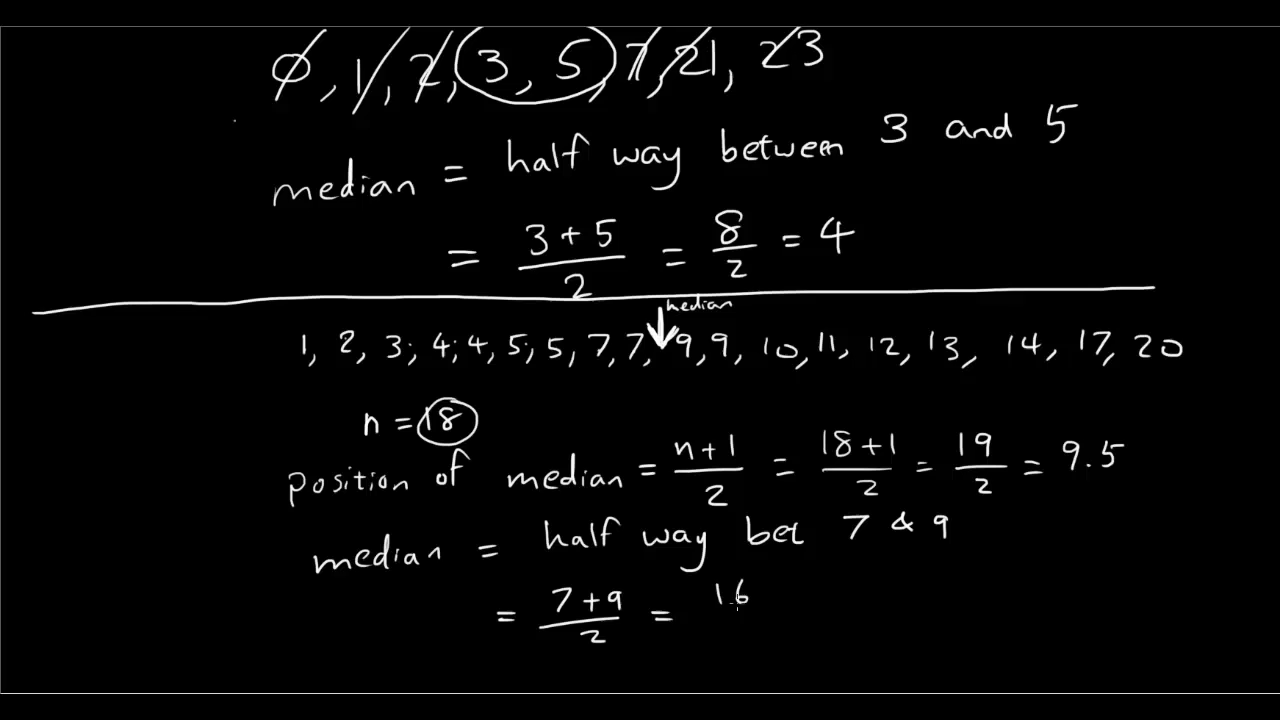 0, 1, 2, 3, 5, 7, 21, 23
median = half way between 3 and 5
= 3 + 5 / 2 = 8 / 2 = 4
median
1, 2, 3, 4, 4, 5, 5, 7, 7, 9, 9, 10, 11, 12, 13, 14, 17, 20
n = 18
position of median = n+1 / 2 = 18+1 / 2 = 19 / 2 = 9.5
median = half way bet 7 & 9
= 7+9 / 2 = 16